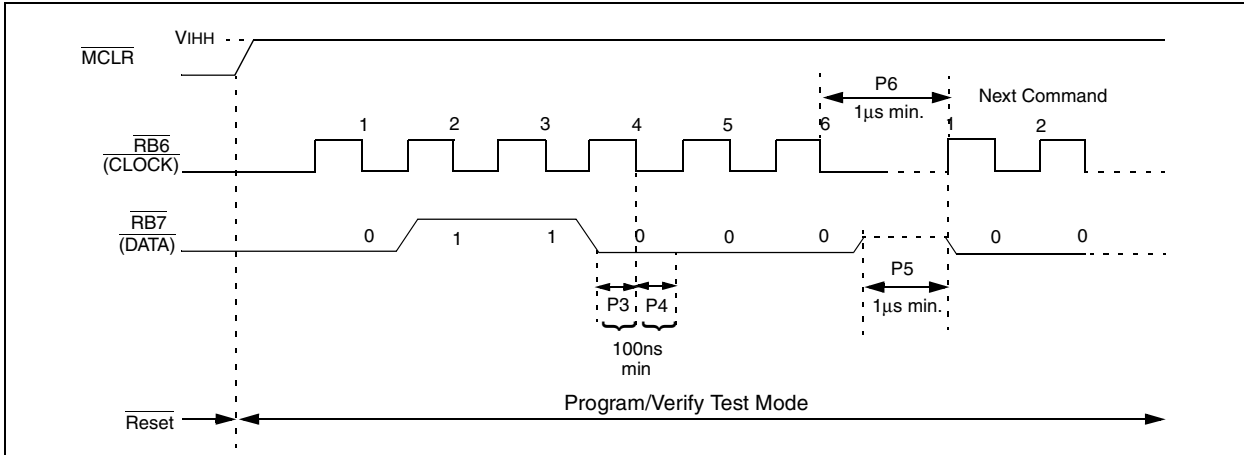 VIHH
MCLR
P6
1µs min.
Next Command
1 2 3 4 5 6 1 2
RB6
(CLOCK)
RB7
(DATA)
0 1 1 0 0 0 0 0
P5
1µs min.
P3 P4
100ns
min
Program/Verify Test Mode
Reset